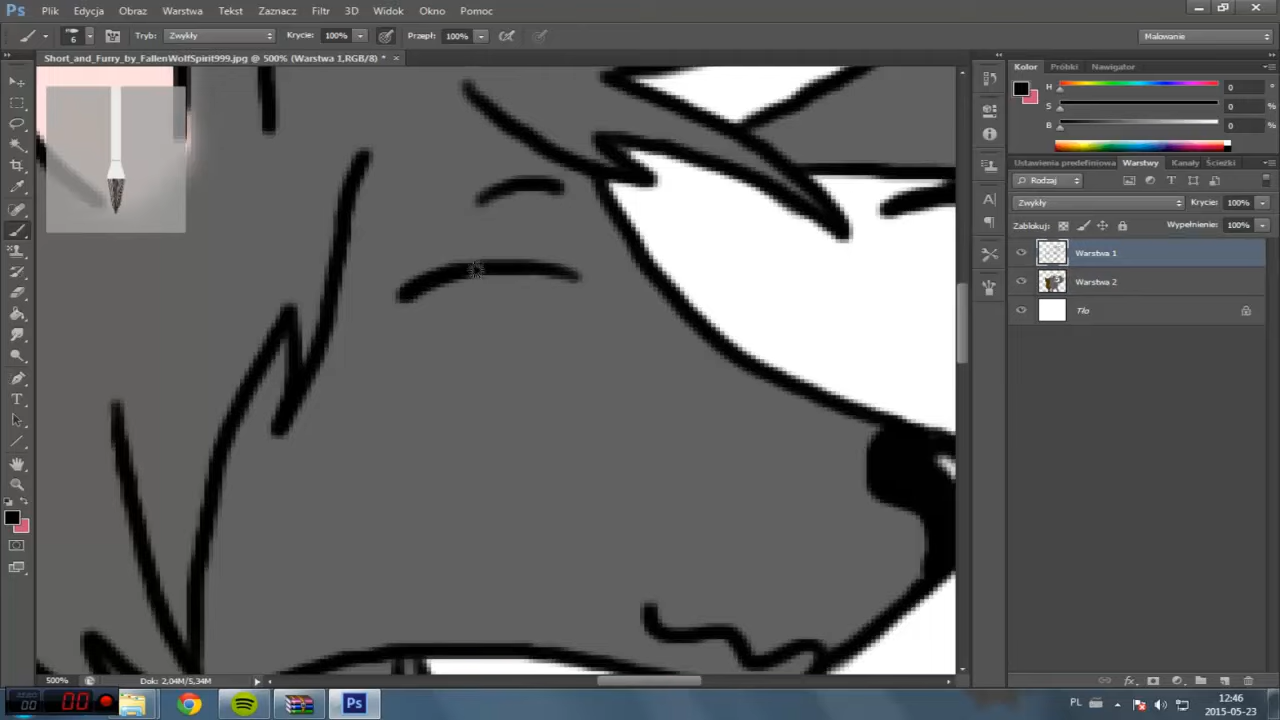 Ps Plik Edycja Obraz Warstwa Tekst Zaznacz Filtr 3D Widok Okno Pomoc
6 Tryb: Zwykły Krycie: 100% Przepł: 100% Malowanie
Short_and_Furry_by_FallenWolfSpirit999.jpg @ 500% (Warstwa 1,RGB/8) * ×
Kolor Próbki Nawigator
H 0 °
S 0 %
B 0 %
Ustawienia predefiniowa Warstwy Kanały Ścieżki
Rodzaj
Zwykły Krycie: 100%
Zablokuj: Wypełnienie: 100%
Warstwa 1
Warstwa 2
Tło
500% Dok: 2,04M/5,34M
00 Ps PL 12:46
2015-05-23